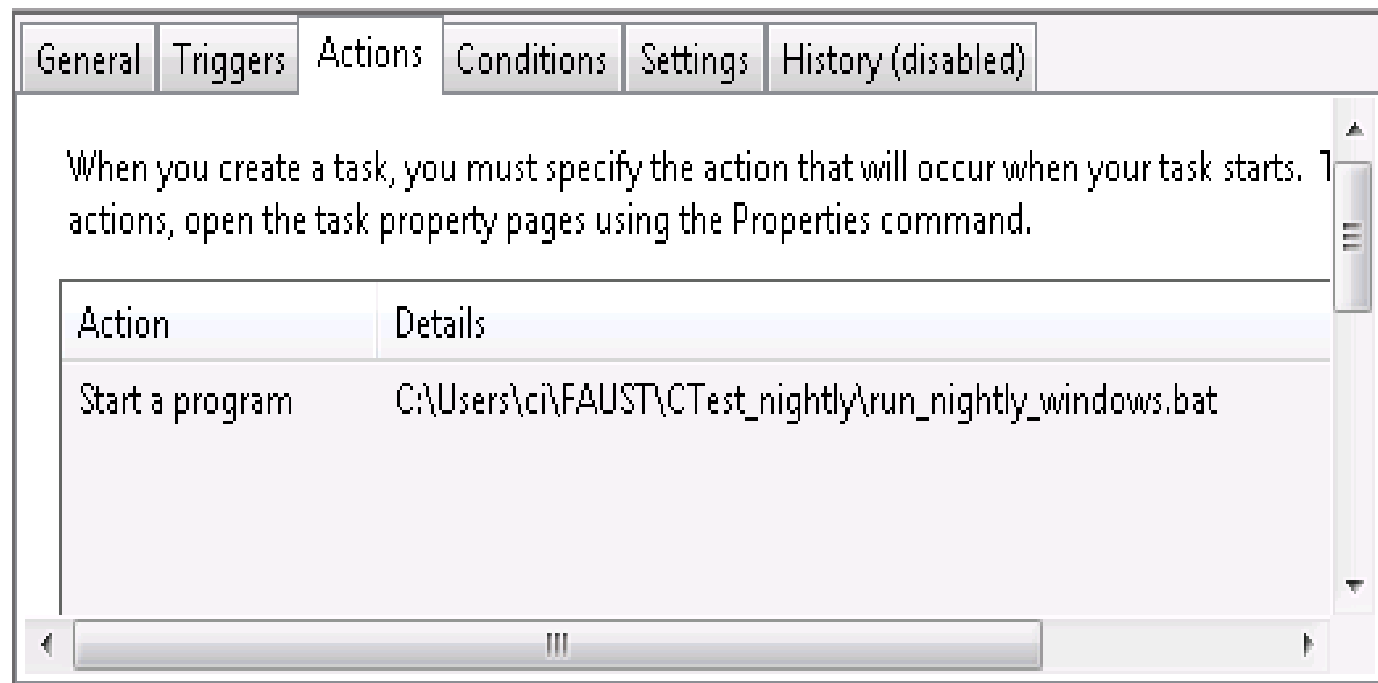 General Triggers Actions Conditions Settings History (disabled)
When you create a task, you must specify the action that will occur when your task starts.
actions, open the task property pages using the Properties command.
Action Details
Start a program C:\Users\ci\FAUST\CTest_nightly\run_nightly_windows.bat